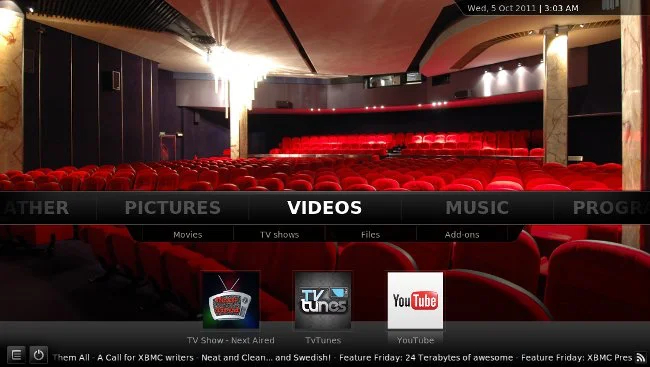 Wed, 5 Oct 2011 | 3:03 AM
ATHER PICTURES VIDEOS MUSIC PROGR
Movies TV shows Files Add-ons
TV tunes
You Tube
TV Show - Next Aired TvTunes YouTube
Them All - A Call for XBMC writers - Neat and Clean... and Swedish! - Feature Friday: 24 Terabytes of awesome - Feature Friday: XBMC Pres